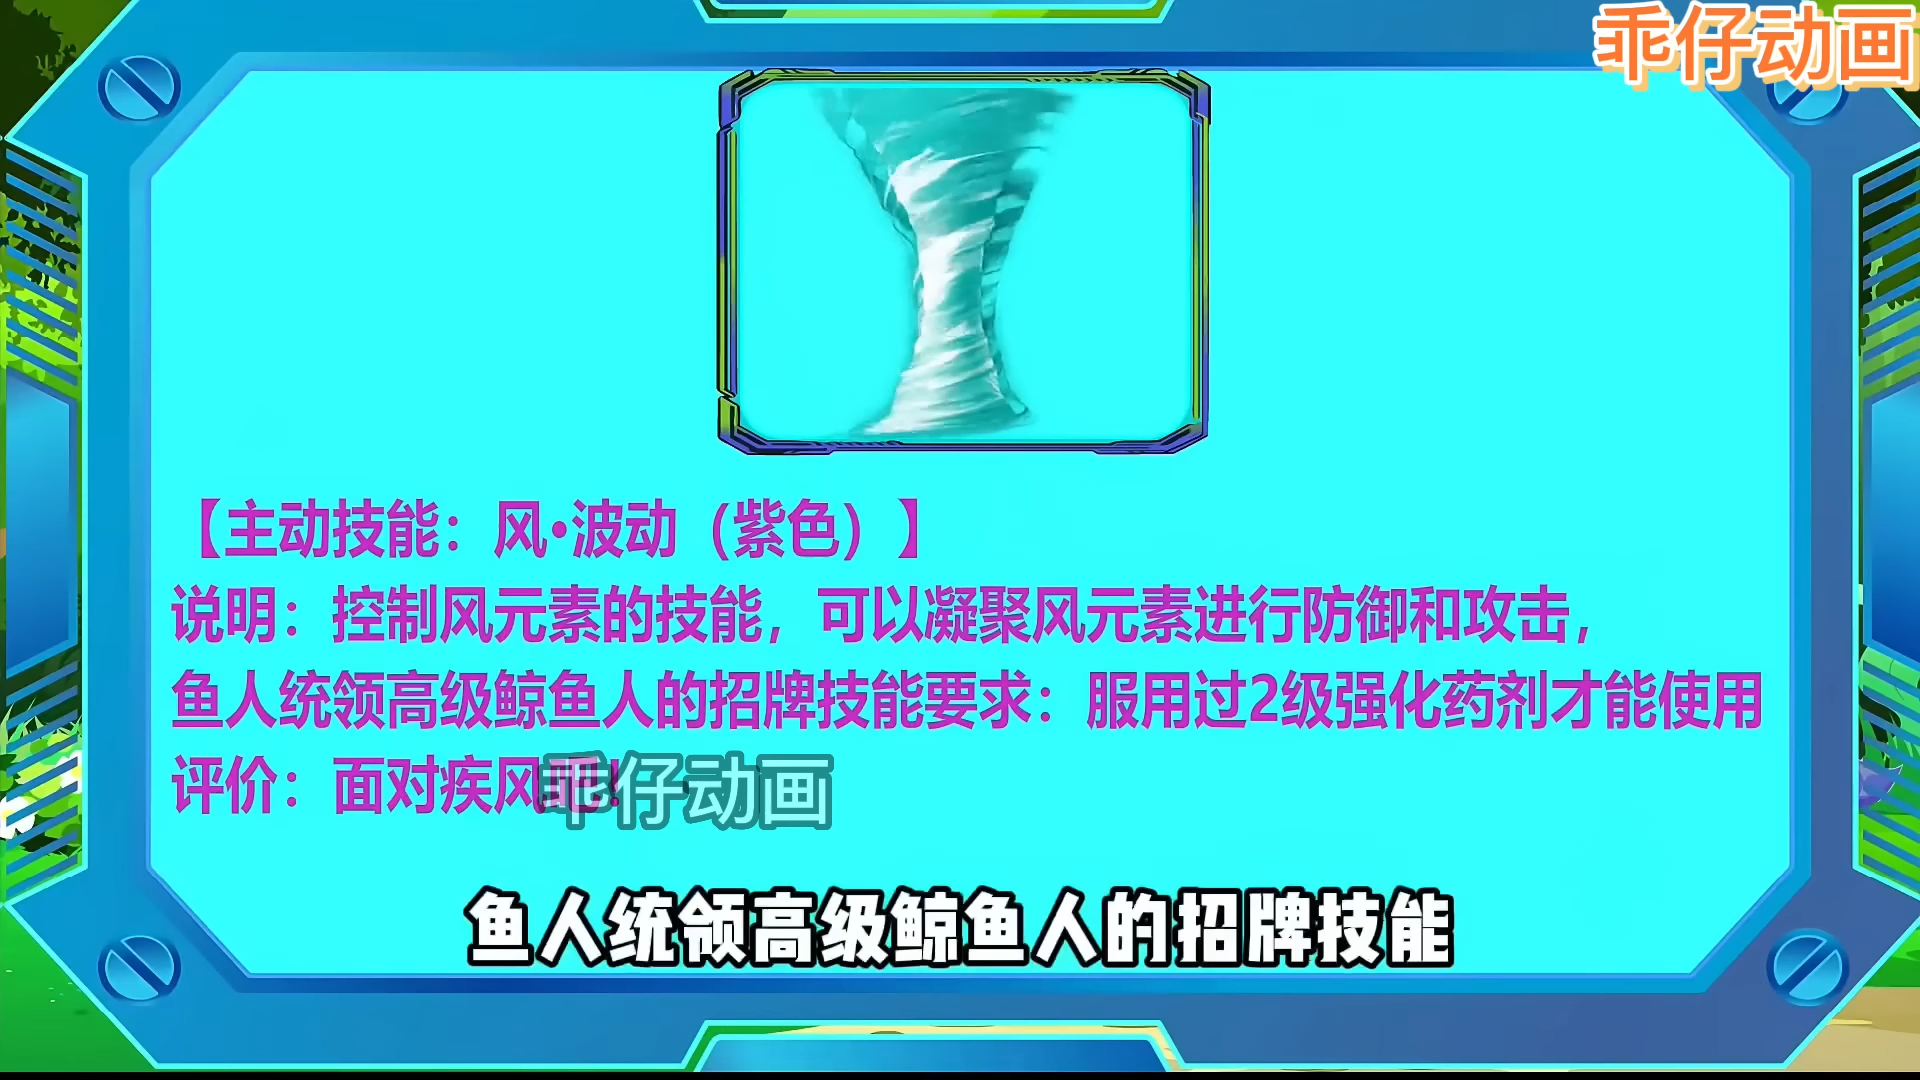 乖仔动画
【主动技能：风·波动（紫色）】
说明：控制风元素的技能，可以凝聚风元素进行防御和攻击，
鱼人统领高级鲸鱼人的招牌技能要求：服用过2级强化药剂才能使用
评价：面对疾风吧！
乖仔动画
鱼人统领高级鲸鱼人的招牌技能